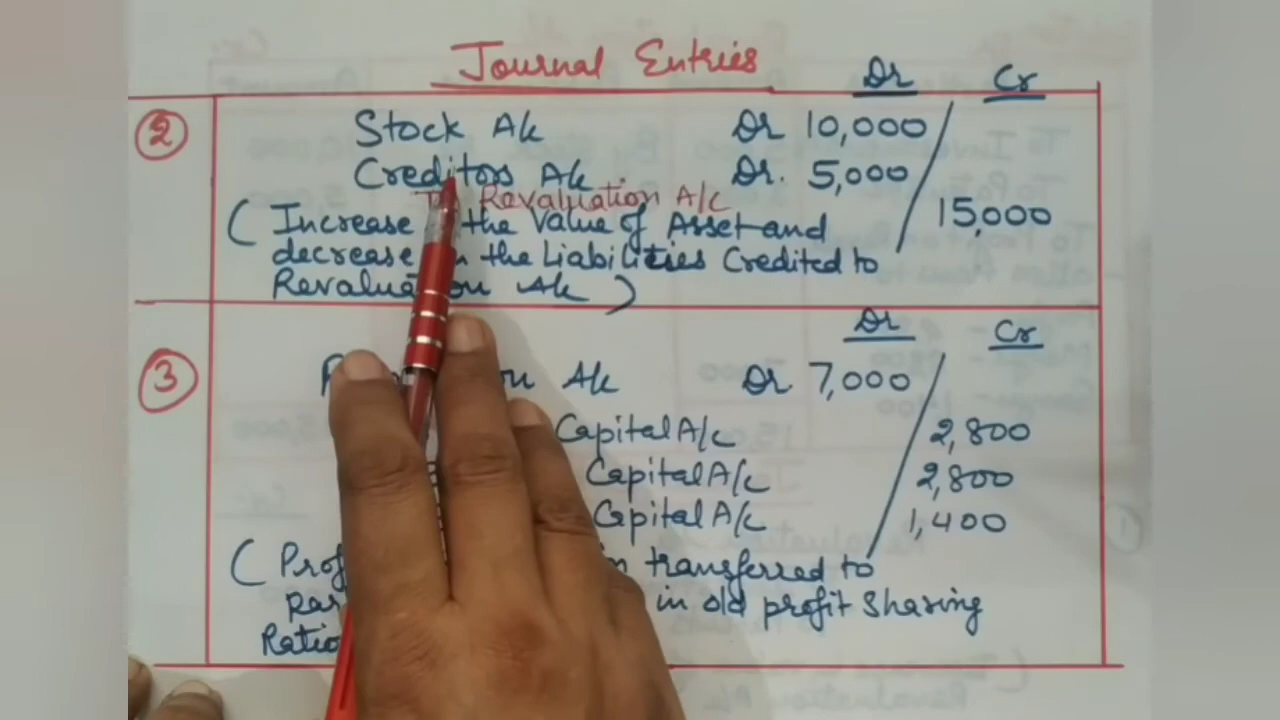 Journal Entries
Dr Cr
2 Stock A/c Dr 10,000
Creditors A/c Dr. 5,000
Revaluation A/c 15,000
( Increase the Value of Asset and
decrease in the Liabilities Credited to
Revaluation A/c )
Dr Cr
3 A/c Dr 7,000
Capital A/c 2,800
Capital A/c 2,800
Capital A/c 1,400
( transferred to
in old profit Sharing
Ratio